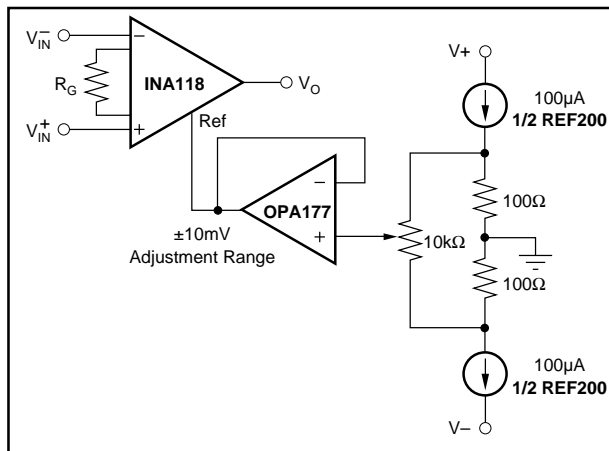 V−IN
−
RG
INA118
VO
V+IN
+
Ref
V+
100µA
1/2 REF200
−
OPA177
+
100Ω
10kΩ
100Ω
±10mV
Adjustment Range
100µA
1/2 REF200
V–